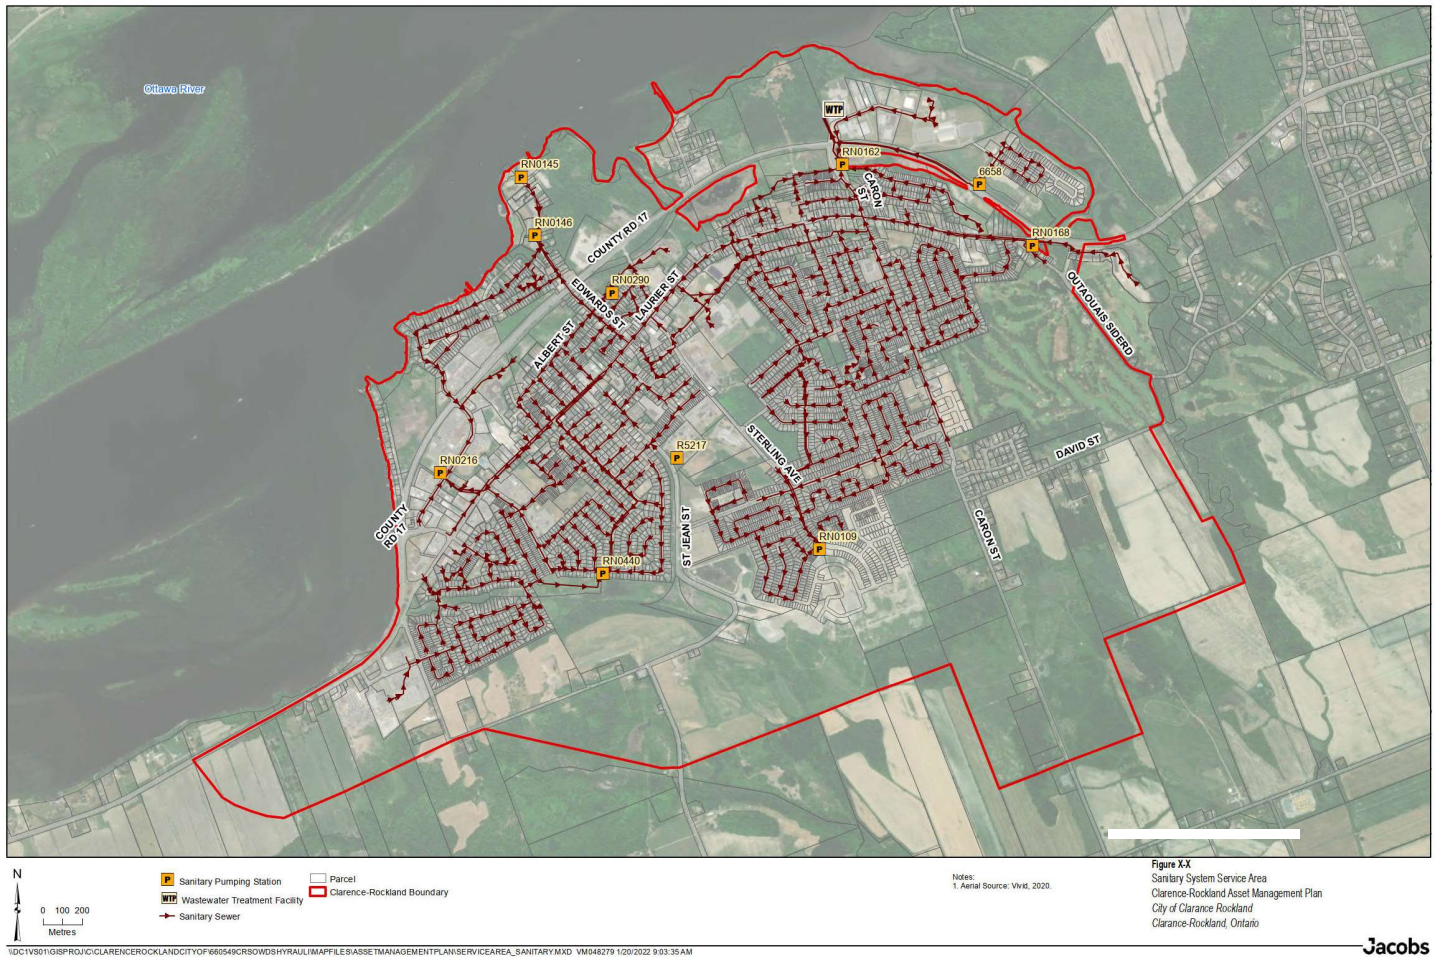 Ottawa River
WTP
RN0162
CARON ST
6658
RN0145
P
P
P
RN0146
P
COUNTY RD 17
RN0168
P
RN0290
P
EDWARDS ST
LAURIER ST
ALBERT ST
OUTAOUAIS SIDERD
STERLING AVE
DAVID ST
R5217
P
RN0216
P
COUNTY
RD 17
ST JEAN ST
CARON ST
RN0109
P
RN0440
P
N
0 100 200
Metres
P Sanitary Pumping Station
WTP Wastewater Treatment Facility
Sanitary Sewer
Parcel
Clarence-Rockland Boundary
Notes:
1. Aerial Source: Vivid, 2020.
Figure X-X
Sanitary System Service Area
Clarence-Rockland Asset Management Plan
City of Clarance Rockland
Clarance-Rockland, Ontario
\\DC1VS01\GISPROJ\C\CLARENCEROCKLANDCITYOF\660549CRSOWDSHYRAULI\MAPFILES\ASSETMANAGEMENTPLAN\SERVICEAREA_SANITARY.MXD VM048279 1/20/2022 9:03:35 AM
Jacobs